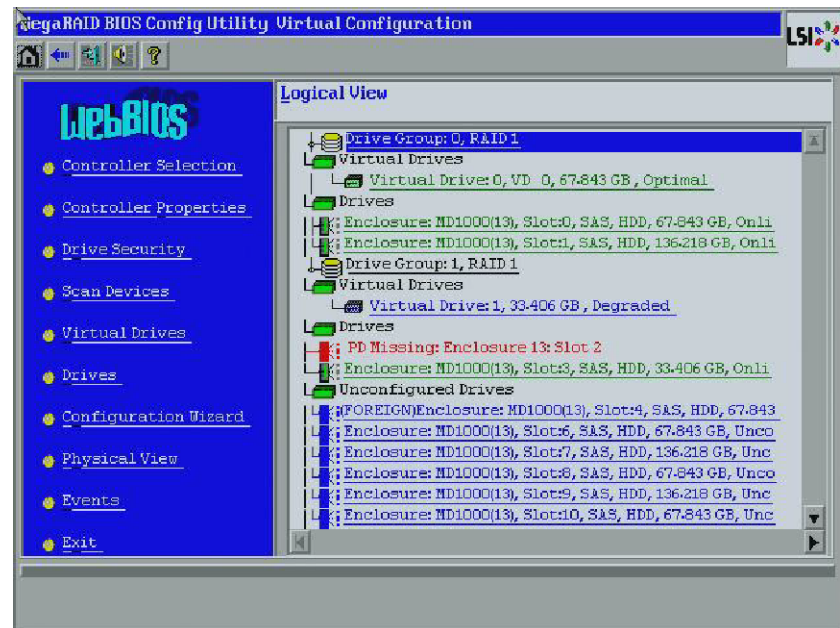 MegaRAID BIOS Config Utility Virtual Configuration
LSI
WebBIOS
Controller Selection
Controller Properties
Drive Security
Scan Devices
Virtual Drives
Drives
Configuration Wizard
Physical View
Events
Exit
Logical View
Drive Group: 0, RAID 1
Virtual Drives
Virtual Drive: 0, VD_0, 67.843 GB, Optimal
Drives
Enclosure: MD1000(13), Slot:0, SAS, HDD, 67.843 GB, Onli
Enclosure: MD1000(13), Slot:1, SAS, HDD, 136.218 GB, Onli
Drive Group: 1, RAID 1
Virtual Drives
Virtual Drive: 1, 33.406 GB, Degraded
Drives
PD Missing: Enclosure 13: Slot 2
Enclosure: MD1000(13), Slot:3, SAS, HDD, 33.406 GB, Onli
Unconfigured Drives
(FOREIGN)Enclosure: MD1000(13), Slot:4, SAS, HDD, 67.843
Enclosure: MD1000(13), Slot:6, SAS, HDD, 67.843 GB, Unco
Enclosure: MD1000(13), Slot:7, SAS, HDD, 136.218 GB, Unc
Enclosure: MD1000(13), Slot:8, SAS, HDD, 67.843 GB, Unco
Enclosure: MD1000(13), Slot:9, SAS, HDD, 136.218 GB, Unc
Enclosure: MD1000(13), Slot:10, SAS, HDD, 67.843 GB, Unc